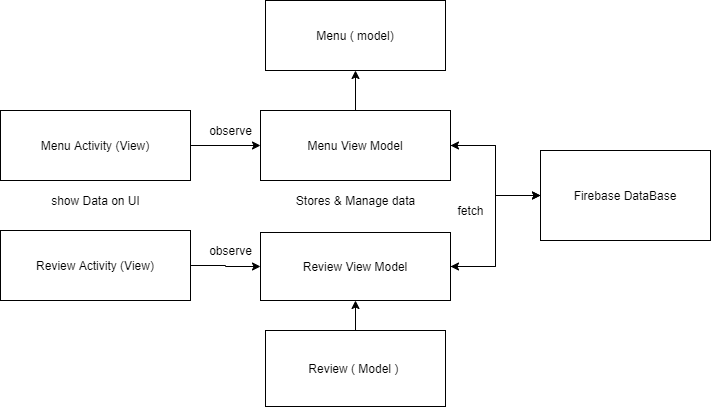 Menu ( model)
observe
Menu Activity (View)
Menu View Model
Firebase DataBase
show Data on UI
Stores & Manage data
fetch
observe
Review Activity (View)
Review View Model
Review ( Model )